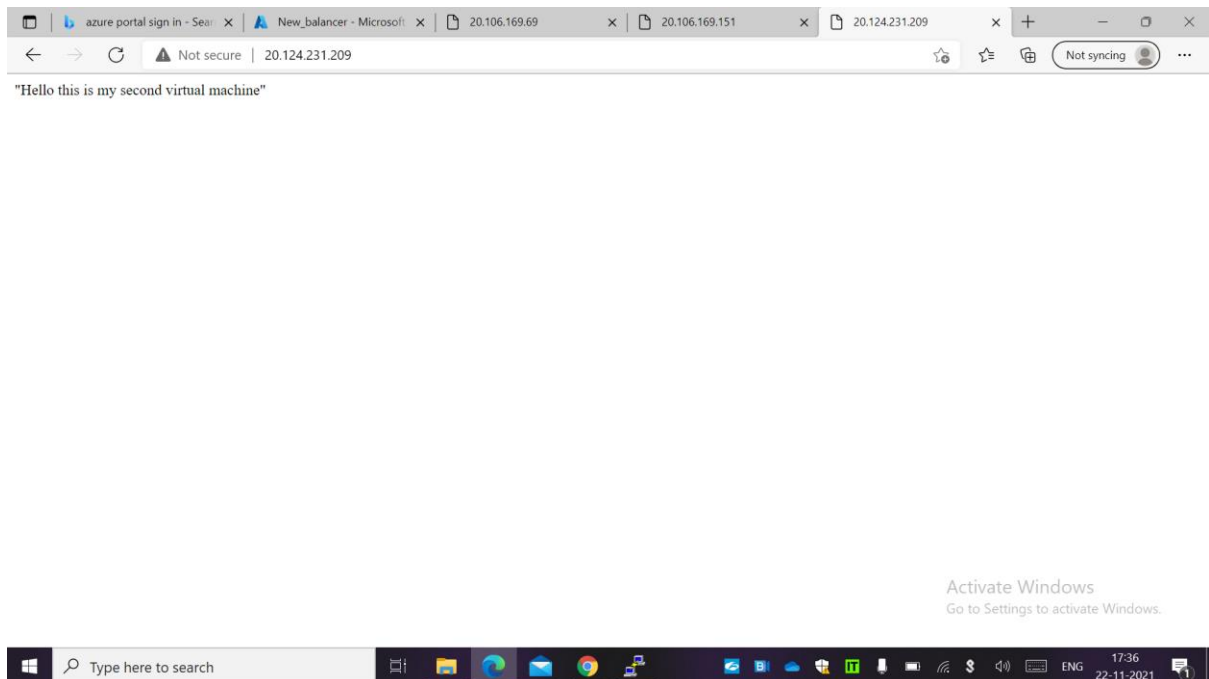 azure portal sign in - Sear
New_balancer - Microsoft
20.106.169.69
20.106.169.151
20.124.231.209
Not secure | 20.124.231.209
Not syncing
"Hello this is my second virtual machine"
Activate Windows
Go to Settings to activate Windows.
Type here to search
ENG
17:36
22-11-2021